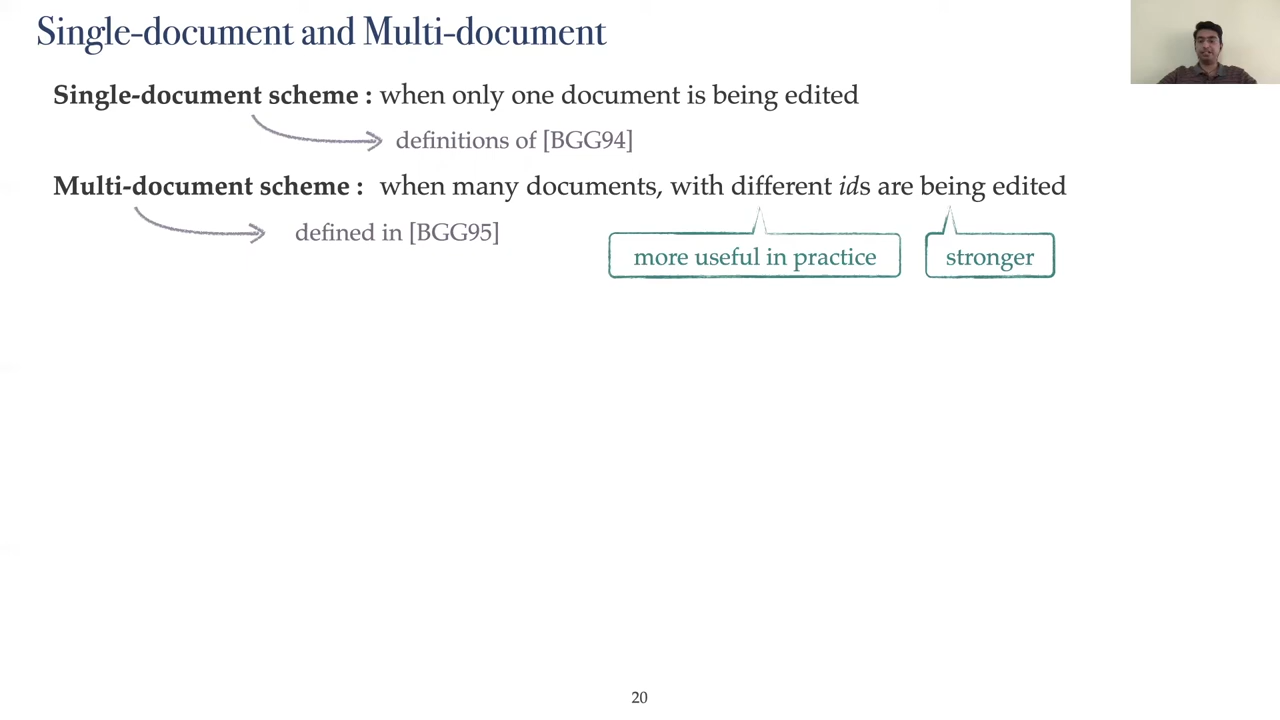 Single-document and Multi-document
Single-document scheme : when only one document is being edited
definitions of [BGG94]
Multi-document scheme : when many documents, with different ids are being edited
defined in [BGG95]
more useful in practice
stronger
20